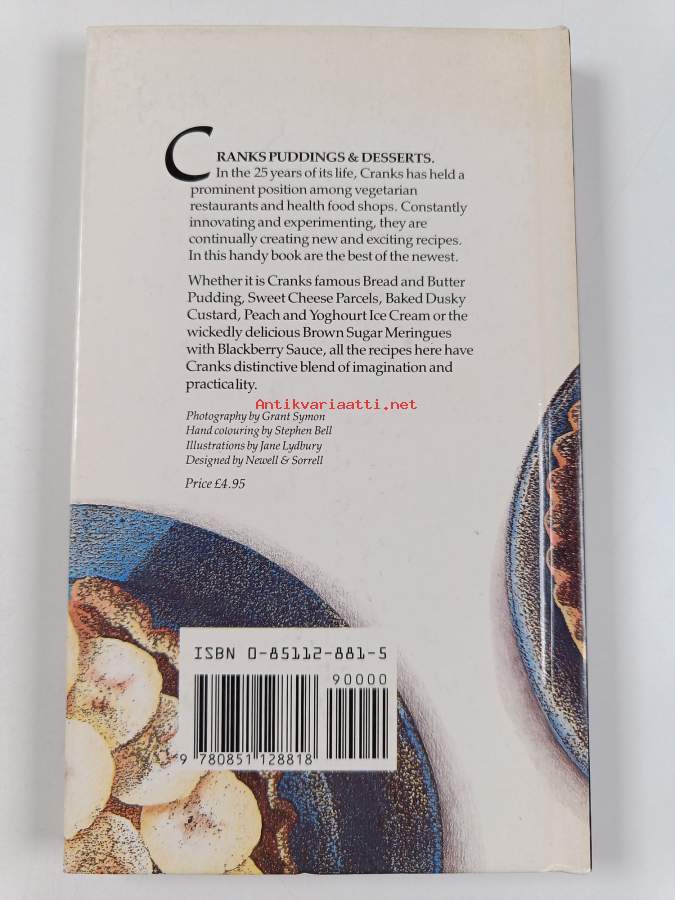 CRANKS PUDDINGS & DESSERTS.
In the 25 years of its life, Cranks has held a
prominent position among vegetarian
restaurants and health food shops. Constantly
innovating and experimenting, they are
continually creating new and exciting recipes.
In this handy book are the best of the newest.
Whether it is Cranks famous Bread and Butter
Pudding, Sweet Cheese Parcels, Baked Dusky
Custard, Peach and Yoghourt Ice Cream or the
wickedly delicious Brown Sugar Meringues
with Blackberry Sauce, all the recipes here have
Cranks distinctive blend of imagination and
practicality.
Antikvariaatti.net
Photography by Grant Symon
Hand colouring by Stephen Bell
Illustrations by Jane Lydbury
Designed by Newell & Sorrell
Price £4.95
ISBN 0-85112-881-5
90000
9 780851 128818